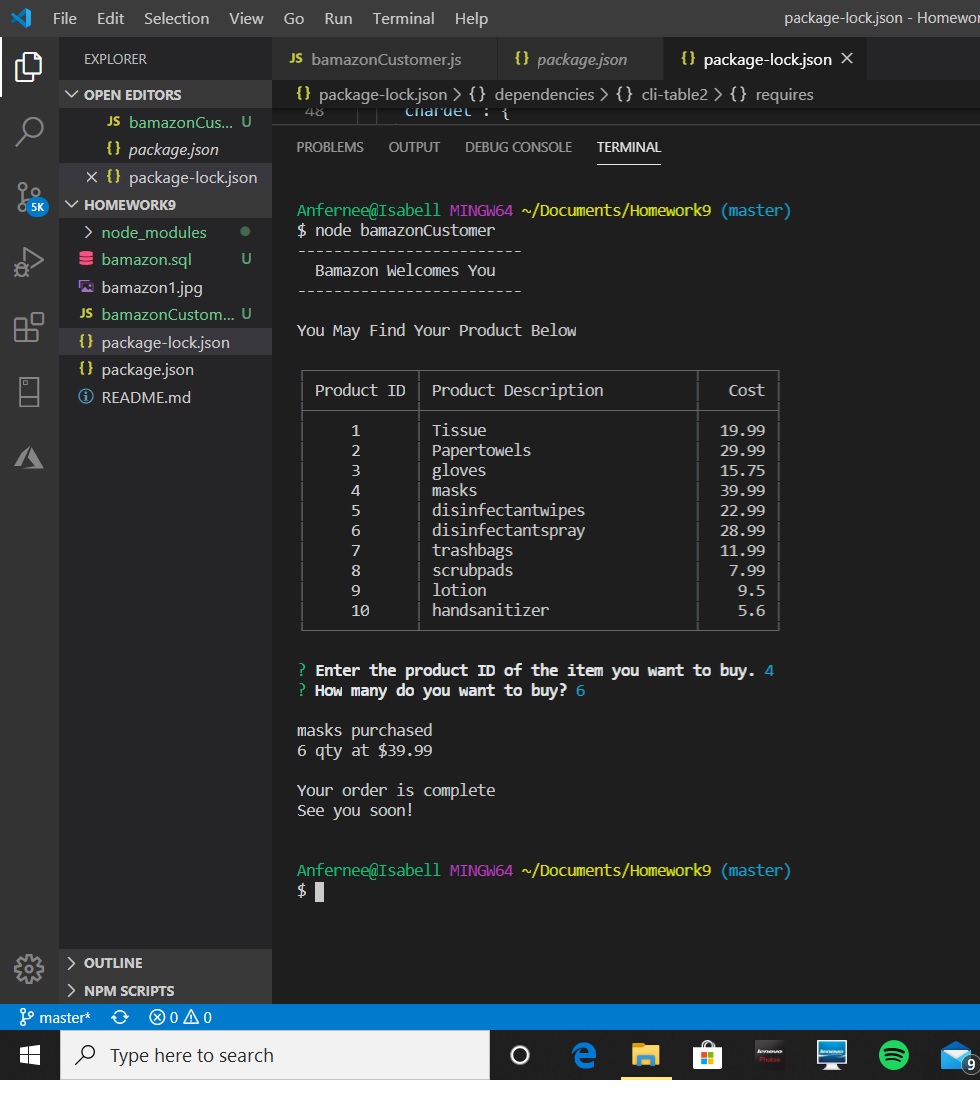 File Edit Selection View Go Run Terminal Help package-lock.json - Homewor
EXPLORER
JS bamazonCustomer.js {} package.json {} package-lock.json ×
OPEN EDITORS
{} package-lock.json > {} dependencies > {} cli-table2 > {} requires
48 "chardet": {
JS bamazonCus... U
{} package.json
× {} package-lock.json
5K
HOMEWORK9
> node_modules
bamazon.sql U
bamazon1.jpg
JS bamazonCustom... U
{} package-lock.json
{} package.json
README.md
OUTLINE
NPM SCRIPTS
PROBLEMS OUTPUT DEBUG CONSOLE TERMINAL
Anfernee@Isabell MINGW64 ~/Documents/Homework9 (master)
$ node bamazonCustomer
-------------------------
Bamazon Welcomes You
-------------------------
You May Find Your Product Below
Product ID Product Description Cost
1 Tissue 19.99
2 Papertowels 29.99
3 gloves 15.75
4 masks 39.99
5 disinfectantwipes 22.99
6 disinfectantspray 28.99
7 trashbags 11.99
8 scrubpads 7.99
9 lotion 9.5
10 handsanitizer 5.6
? Enter the product ID of the item you want to buy. 4
? How many do you want to buy? 6
masks purchased
6 qty at $39.99
Your order is complete
See you soon!
Anfernee@Isabell MINGW64 ~/Documents/Homework9 (master)
$
master* 0 0
Type here to search
lenovo
Photos
lenovo
9